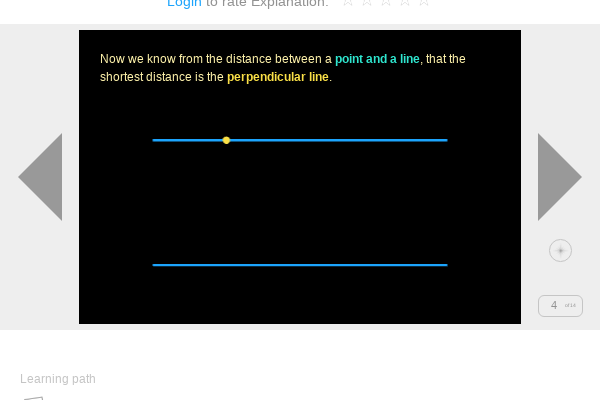 Login to rate Explanation:
Now we know from the distance between a point and a line, that the
shortest distance is the perpendicular line.
4 of 14
Learning path